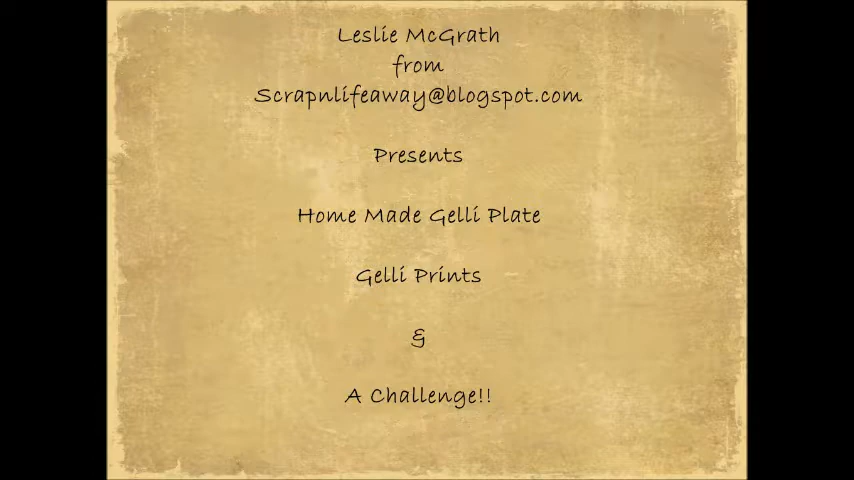 Leslie McGrath
from
Scrapnlifeaway@blogspot.com
Presents
Home Made Gelli Plate
Gelli Prints
&
A Challenge!!